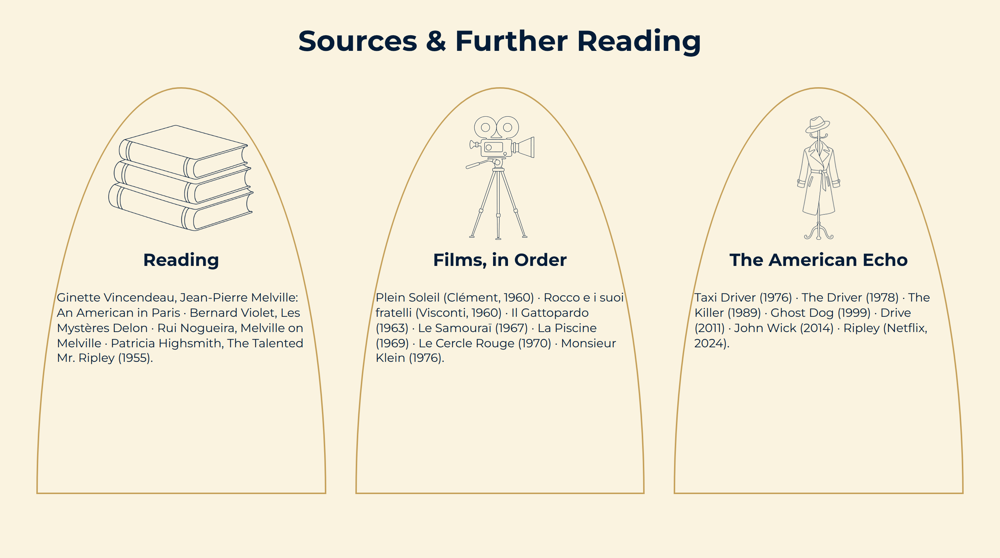 Sources & Further Reading
Reading
Ginette Vincendeau, Jean-Pierre Melville:
An American in Paris · Bernard Violet, Les
Mystères Delon · Rui Nogueira, Melville on
Melville · Patricia Highsmith, The Talented
Mr. Ripley (1955).
Films, in Order
Plein Soleil (Clément, 1960) · Rocco e i suoi
fratelli (Visconti, 1960) · Il Gattopardo
(1963) · Le Samouraï (1967) · La Piscine
(1969) · Le Cercle Rouge (1970) · Monsieur
Klein (1976).
The American Echo
Taxi Driver (1976) · The Driver (1978) · The
Killer (1989) · Ghost Dog (1999) · Drive
(2011) · John Wick (2014) · Ripley (Netflix,
2024).